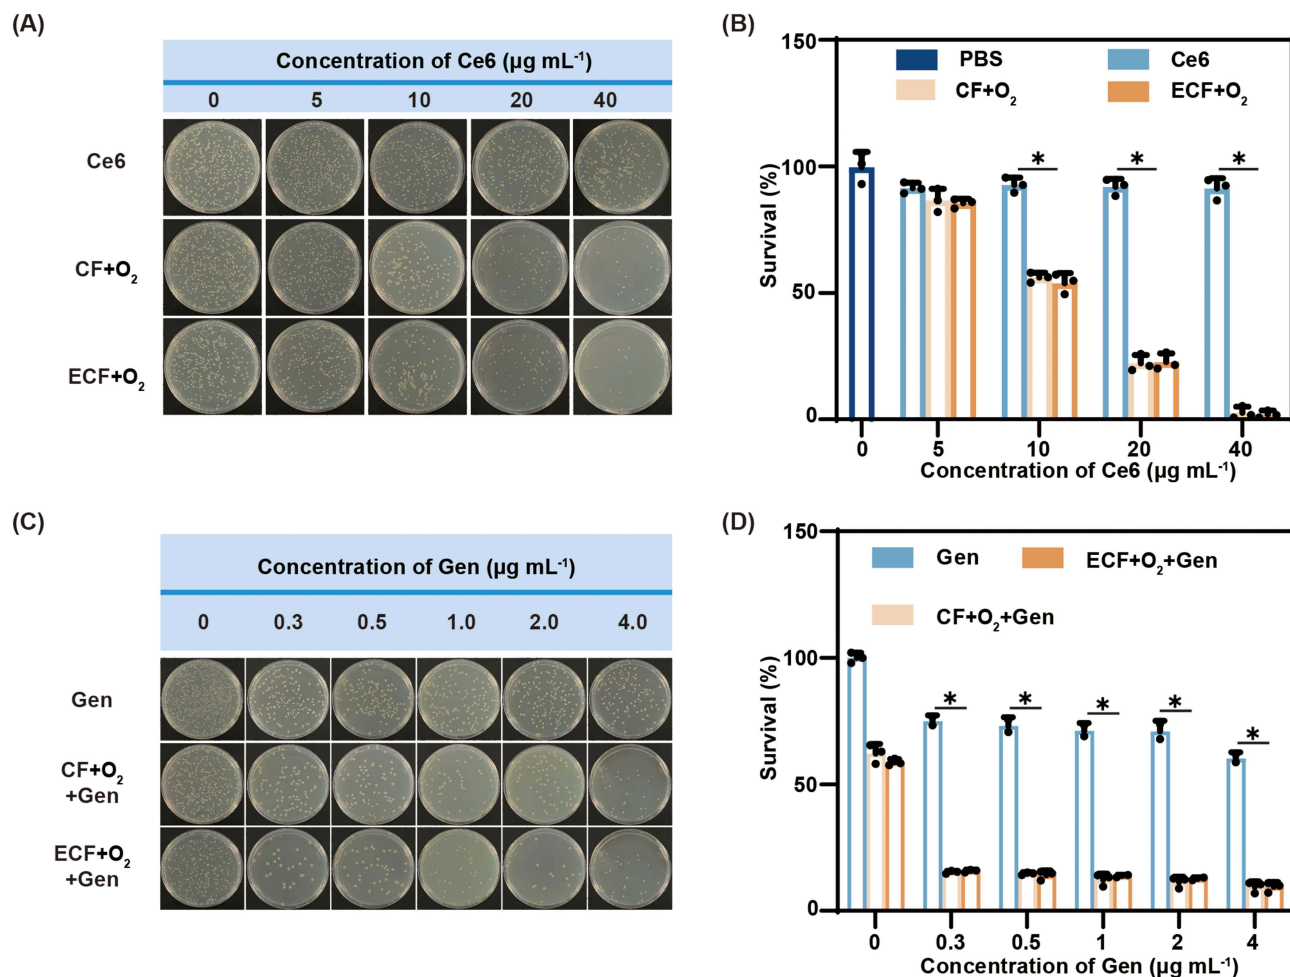 (A)
Concentration of Ce6 (µg mL⁻¹)
0 5 10 20 40
Ce6
CF+O₂
ECF+O₂
(B)
150
100
50
0
Survival (%)
PBS
Ce6
CF+O₂
ECF+O₂
*
*
*
0 5 10 20 40
Concentration of Ce6 (µg mL⁻¹)
(C)
Concentration of Gen (µg mL⁻¹)
0 0.3 0.5 1.0 2.0 4.0
Gen
CF+O₂
+Gen
ECF+O₂
+Gen
(D)
150
100
50
0
Survival (%)
Gen
ECF+O₂+Gen
CF+O₂+Gen
*
*
*
*
*
0 0.3 0.5 1 2 4
Concentration of Gen (µg mL⁻¹)